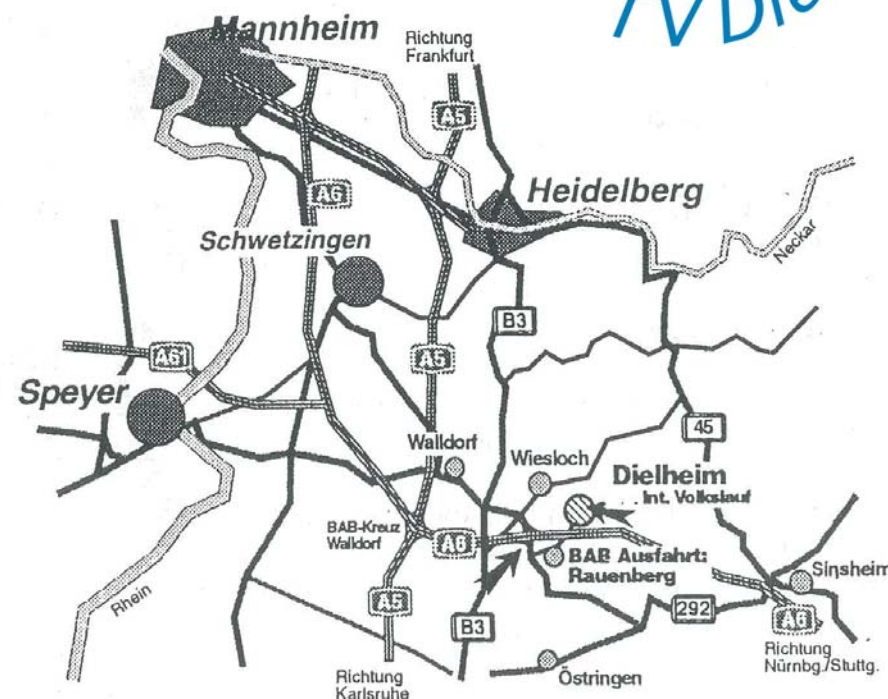 Mannheim
Richtung
Frankfurt
A5
A6
Heidelberg
Schwetzingen
Neckar
B3
A61
A5
Speyer
45
Walldorf
Wiesloch
Dielheim
Int. Volkslauf
BAB-Kreuz
Walldorf
A6
BAB Ausfahrt:
Rauenberg
Sinsheim
Rhein
A5
B3
292
A6
Richtung
Nürnbg./Stuttg.
Östringen
Richtung
Karlsruhe